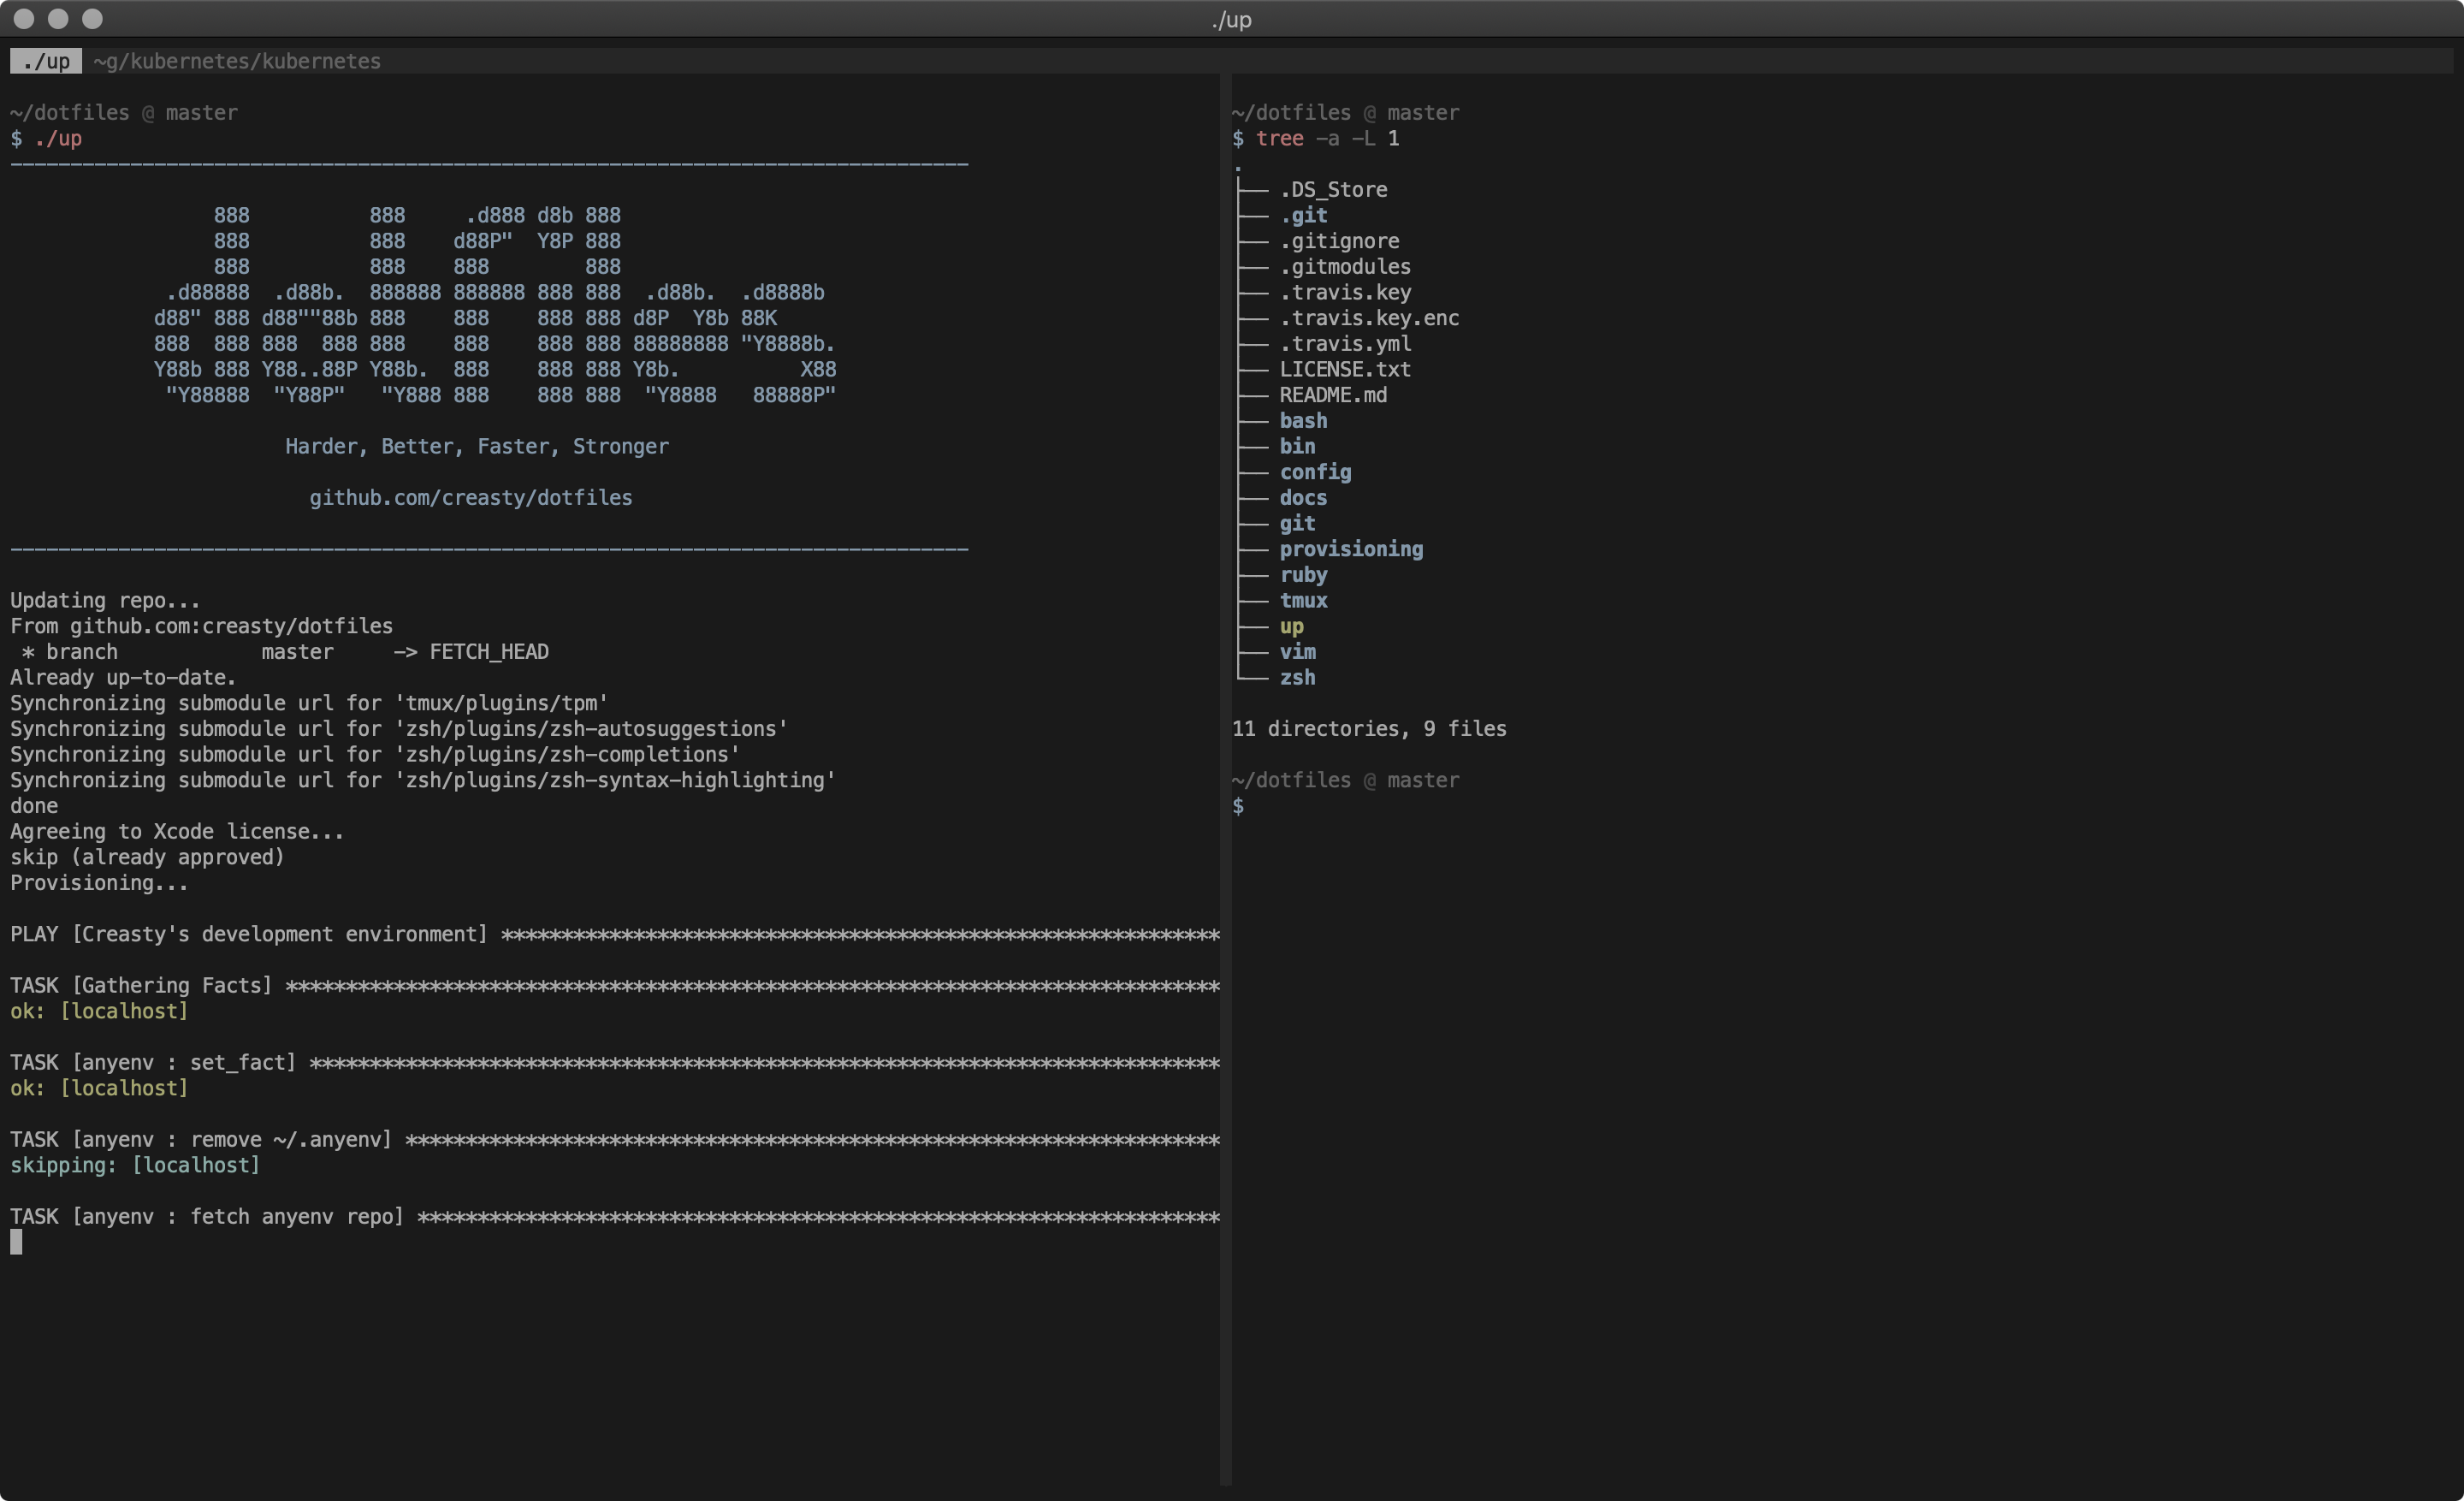 ./up
./up ~g/kubernetes/kubernetes
~/dotfiles @ master
$ ./up
--------------------------------------------------------------------------------
                 888          888     .d888 d8b 888
                 888          888    d88P"  Y8P 888
                 888          888    888        888
             .d88888  .d88b.  888888 888888 888 888  .d88b.  .d8888b
            d88" 888 d88""88b 888    888    888 888 d8P  Y8b 88K
            888  888 888  888 888    888    888 888 88888888 "Y8888b.
            Y88b 888 Y88..88P Y88b.  888    888 888 Y8b.          X88
             "Y88888  "Y88P"   "Y888 888    888 888  "Y8888   88888P"
Harder, Better, Faster, Stronger
github.com/creasty/dotfiles
--------------------------------------------------------------------------------
Updating repo...
From github.com:creasty/dotfiles
 * branch            master     -> FETCH_HEAD
Already up-to-date.
Synchronizing submodule url for 'tmux/plugins/tpm'
Synchronizing submodule url for 'zsh/plugins/zsh-autosuggestions'
Synchronizing submodule url for 'zsh/plugins/zsh-completions'
Synchronizing submodule url for 'zsh/plugins/zsh-syntax-highlighting'
done
Agreeing to Xcode license...
skip (already approved)
Provisioning...
PLAY [Creasty's development environment] ************************************************************
TASK [Gathering Facts] ******************************************************************************
ok: [localhost]
TASK [anyenv : set_fact] ****************************************************************************
ok: [localhost]
TASK [anyenv : remove ~/.anyenv] ********************************************************************
skipping: [localhost]
TASK [anyenv : fetch anyenv repo] *******************************************************************
~/dotfiles @ master
$ tree -a -L 1
.
├── .DS_Store
├── .git
├── .gitignore
├── .gitmodules
├── .travis.key
├── .travis.key.enc
├── .travis.yml
├── LICENSE.txt
├── README.md
├── bash
├── bin
├── config
├── docs
├── git
├── provisioning
├── ruby
├── tmux
├── up
├── vim
└── zsh
11 directories, 9 files
~/dotfiles @ master
$